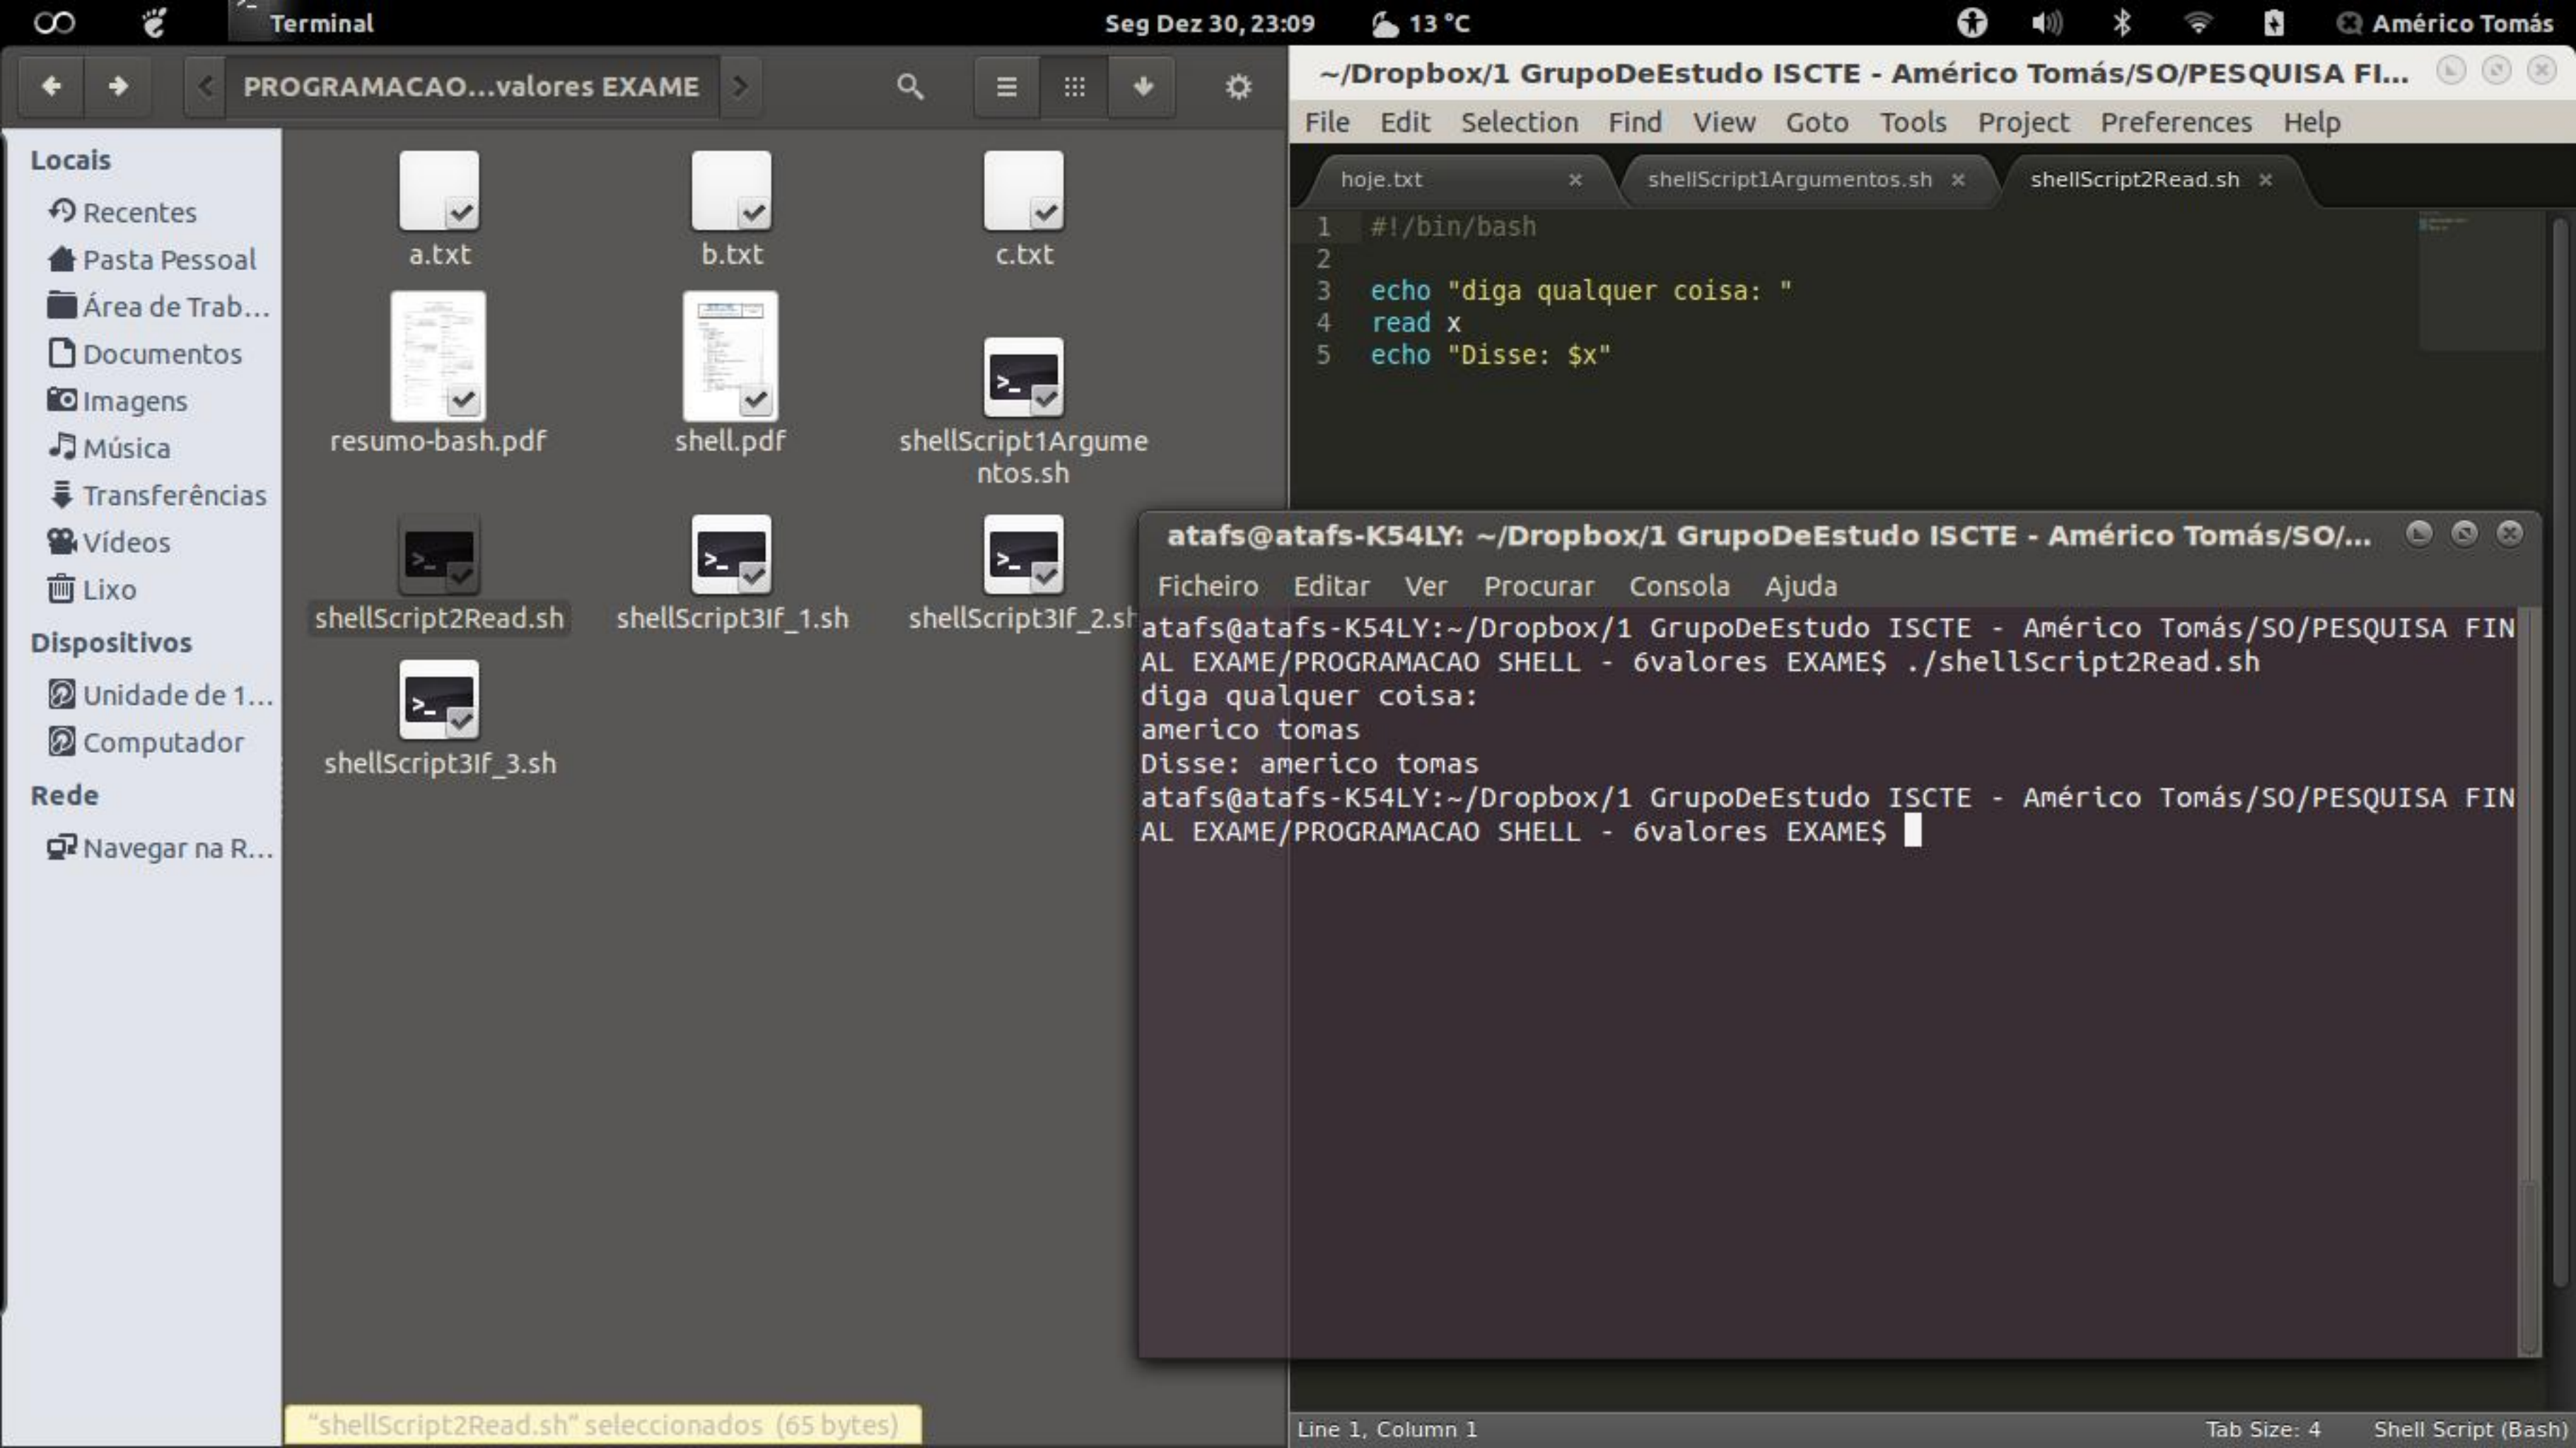 Terminal
Seg Dez 30, 23:09
13 °C
Américo Tomás
PROGRAMACAO...valores EXAME
Locais
Recentes
Pasta Pessoal
Área de Trab...
Documentos
Imagens
Música
Transferências
Vídeos
Lixo
Dispositivos
Unidade de 1...
Computador
Rede
Navegar na R...
a.txt
b.txt
c.txt
resumo-bash.pdf
shell.pdf
shellScript1Argume
ntos.sh
shellScript2Read.sh
shellScript3If_1.sh
shellScript3If_2.sh
shellScript3If_3.sh
"shellScript2Read.sh" seleccionados (65 bytes)
~/Dropbox/1 GrupoDeEstudo ISCTE - Américo Tomás/SO/PESQUISA FI...
File Edit Selection Find View Goto Tools Project Preferences Help
hoje.txt
shellScript1Argumentos.sh
shellScript2Read.sh
1 #!/bin/bash
2
3 echo "diga qualquer coisa: "
4 read x
5 echo "Disse: $x"
atafs@atafs-K54LY: ~/Dropbox/1 GrupoDeEstudo ISCTE - Américo Tomás/SO/...
Ficheiro Editar Ver Procurar Consola Ajuda
atafs@atafs-K54LY:~/Dropbox/1 GrupoDeEstudo ISCTE - Américo Tomás/SO/PESQUISA FIN
AL EXAME/PROGRAMACAO SHELL - 6valores EXAME$ ./shellScript2Read.sh
diga qualquer coisa:
americo tomas
Disse: americo tomas
atafs@atafs-K54LY:~/Dropbox/1 GrupoDeEstudo ISCTE - Américo Tomás/SO/PESQUISA FIN
AL EXAME/PROGRAMACAO SHELL - 6valores EXAME$
Line 1, Column 1
Tab Size: 4
Shell Script (Bash)